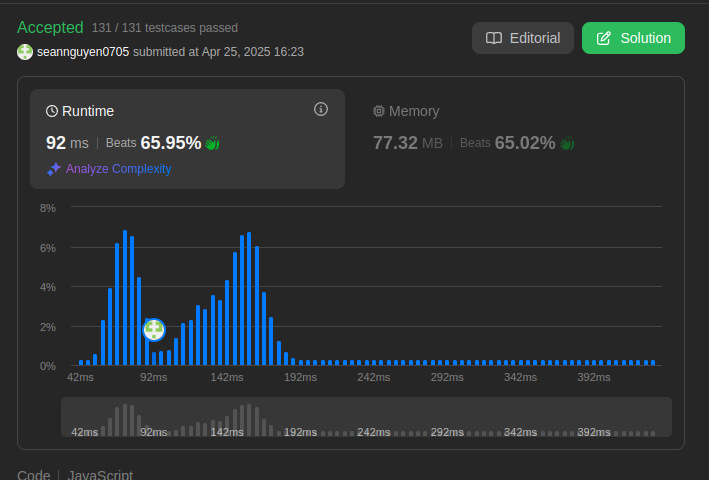 Accepted 131 / 131 testcases passed
seannguyen0705 submitted at Apr 25, 2025 16:23
Editorial
Solution
Runtime
92 ms | Beats 65.95%
Analyze Complexity
Memory
77.32 MB | Beats 65.02%
8%
6%
4%
2%
0%
42ms 92ms 142ms 192ms 242ms 292ms 342ms 392ms
42ms 92ms 142ms 192ms 242ms 292ms 342ms 392ms
Code | JavaScript